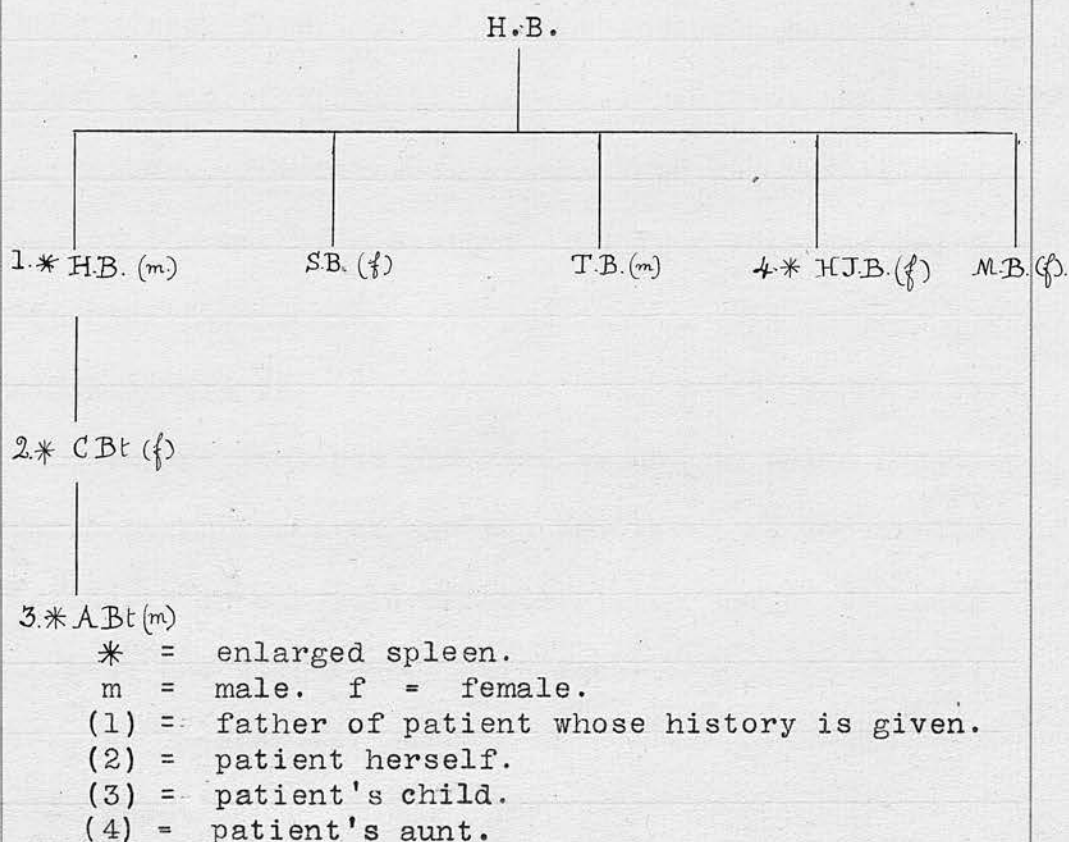 H.B.
1.* H.B. (m.) S.B. (f) T.B. (m) 4.* H.J.B. (f) M.B. (f).
2.* C Bt (f)
3.* A Bt (m)
* = enlarged spleen.
m = male. f = female.
(1) = father of patient whose history is given.
(2) = patient herself.
(3) = patient's child.
(4) = patient's aunt.